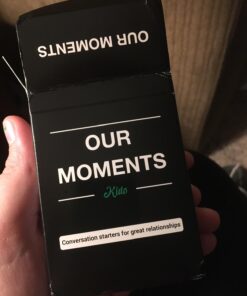 OUR MOMENTS
OUR
MOMENTS
Kids
Conversation starters for great relationships